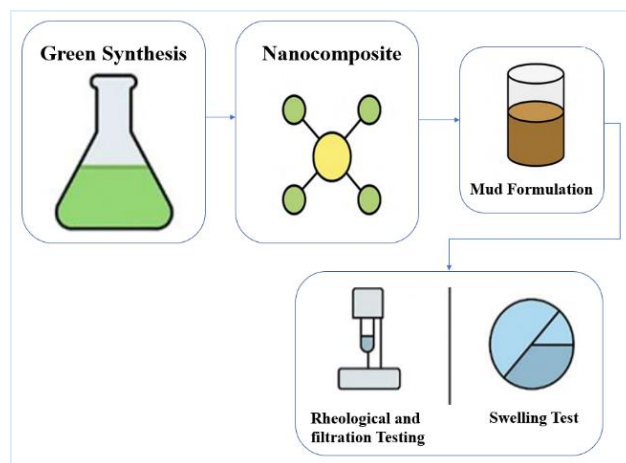 Green Synthesis
Nanocomposite
Mud Formulation
Rheological and
filtration Testing
Swelling Test